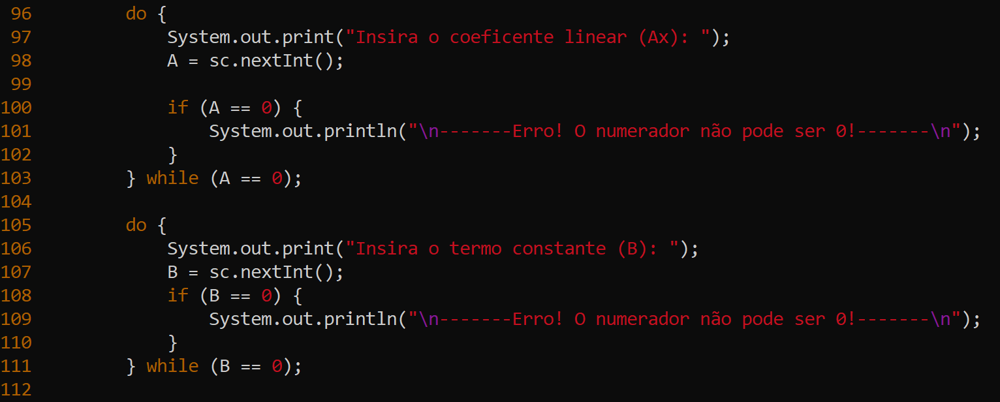 96 do {
97 System.out.print("Insira o coeficente linear (Ax): ");
98 A = sc.nextInt();
99
100 if (A == 0) {
101 System.out.println("\n-------Erro! O numerador não pode ser 0!-------\n");
102 }
103 } while (A == 0);
104
105 do {
106 System.out.print("Insira o termo constante (B): ");
107 B = sc.nextInt();
108 if (B == 0) {
109 System.out.println("\n-------Erro! O numerador não pode ser 0!-------\n");
110 }
111 } while (B == 0);
112